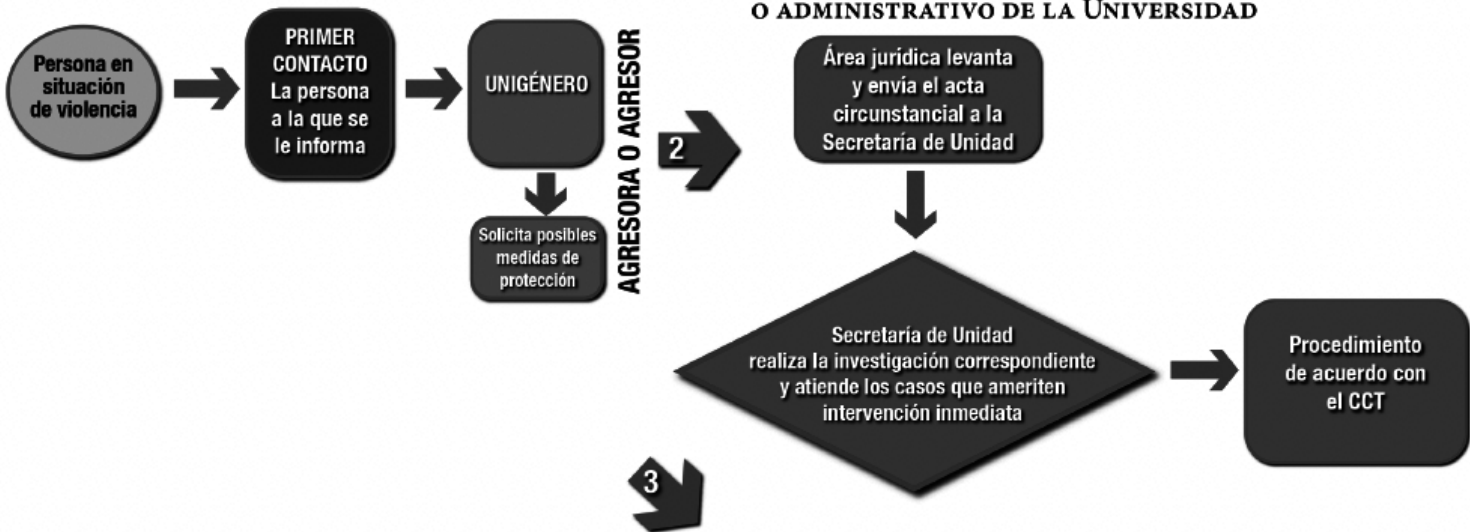 O ADMINISTRATIVO DE LA UNIVERSIDAD
Persona en
situación
de violencia
PRIMER
CONTACTO
La persona
a la que se
le informa
UNIGÉNERO
Solicita posibles
medidas de
protección
AGRESORA O AGRESOR
2
Área jurídica levanta
y envía el acta
circunstancial a la
Secretaría de Unidad
Secretaría de Unidad
realiza la investigación correspondiente
y atiende los casos que ameriten
intervención inmediata
Procedimiento
de acuerdo con
el CCT
3